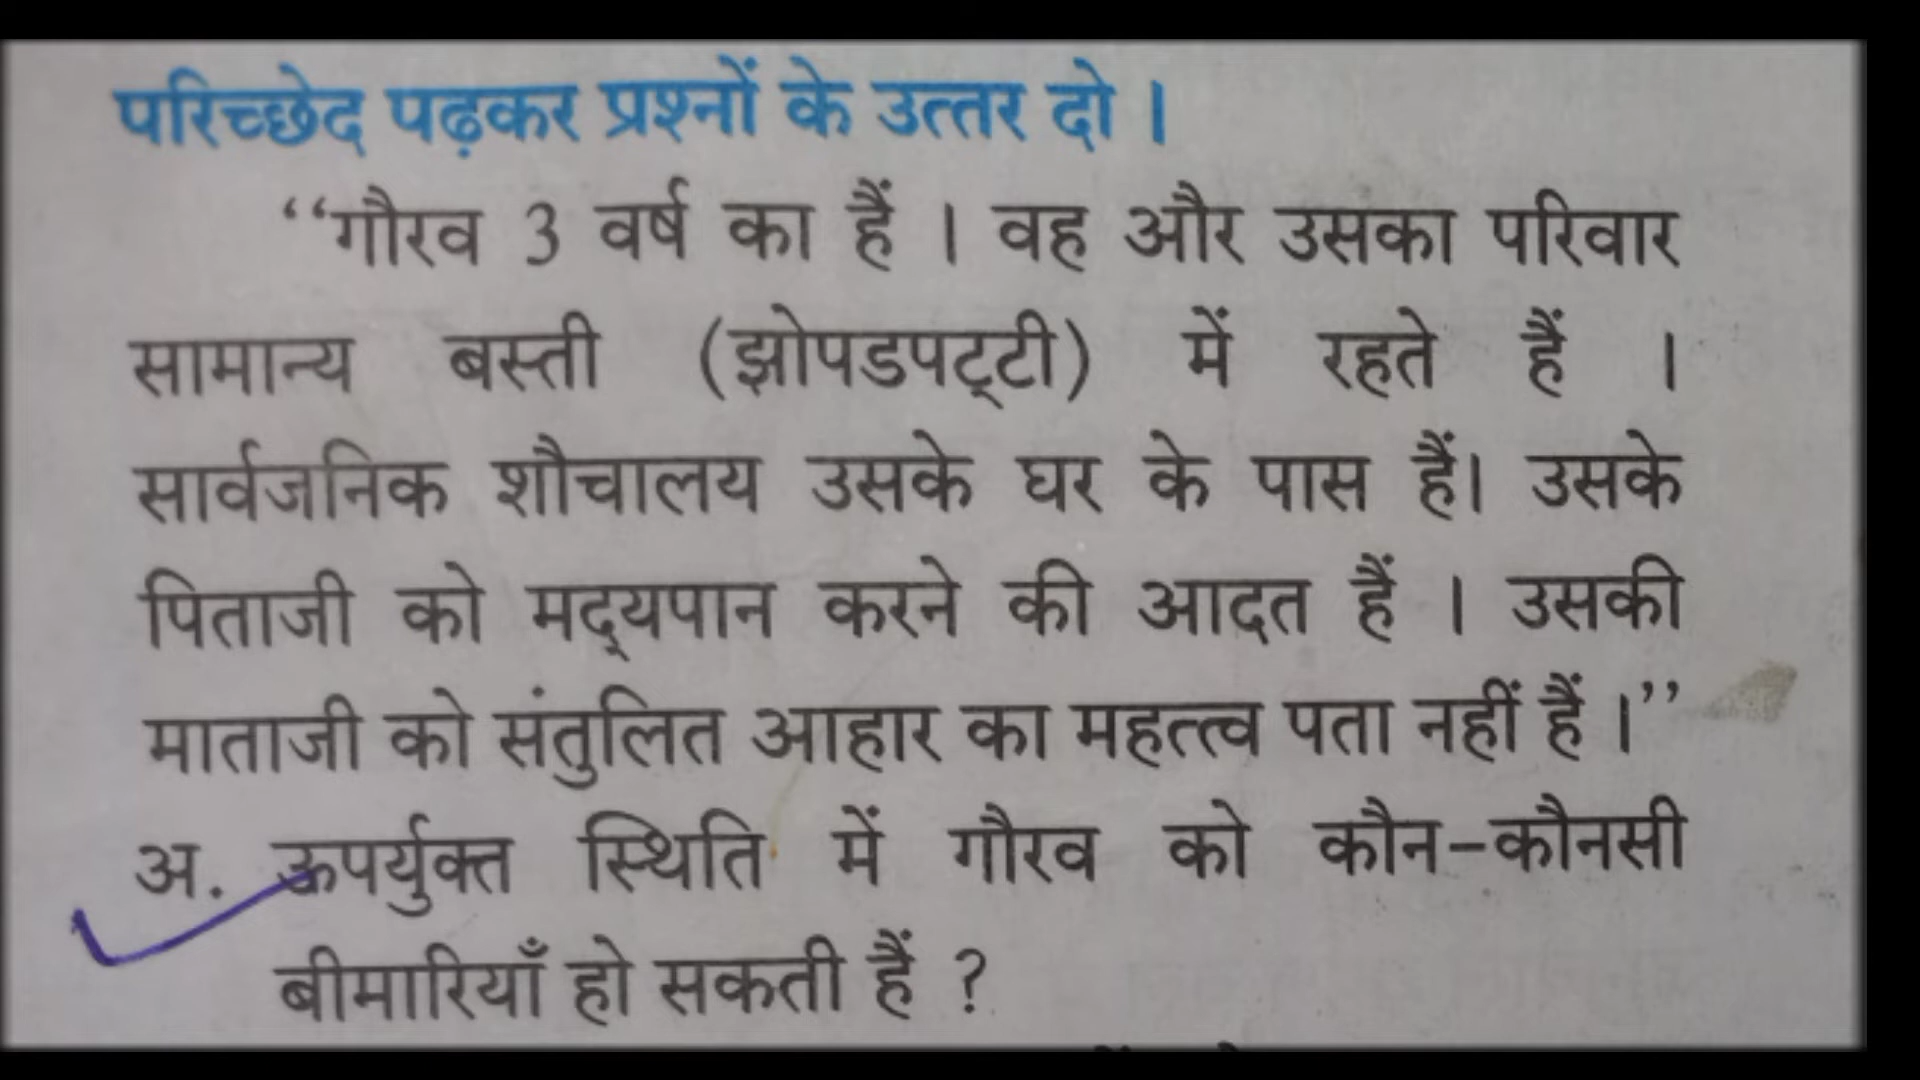 परिच्छेद पढ़कर प्रश्नों के उत्तर दो ।
‘‘गौरव 3 वर्ष का हैं । वह और उसका परिवार
सामान्य बस्ती (झोपडपट्टी) में रहते हैं ।
सार्वजनिक शौचालय उसके घर के पास हैं। उसके
पिताजी को मद्यपान करने की आदत हैं । उसकी
माताजी को संतुलित आहार का महत्त्व पता नहीं हैं ।’’
अ. ऊपर्युक्त स्थिति में गौरव को कौन-कौनसी
बीमारियाँ हो सकती हैं ?